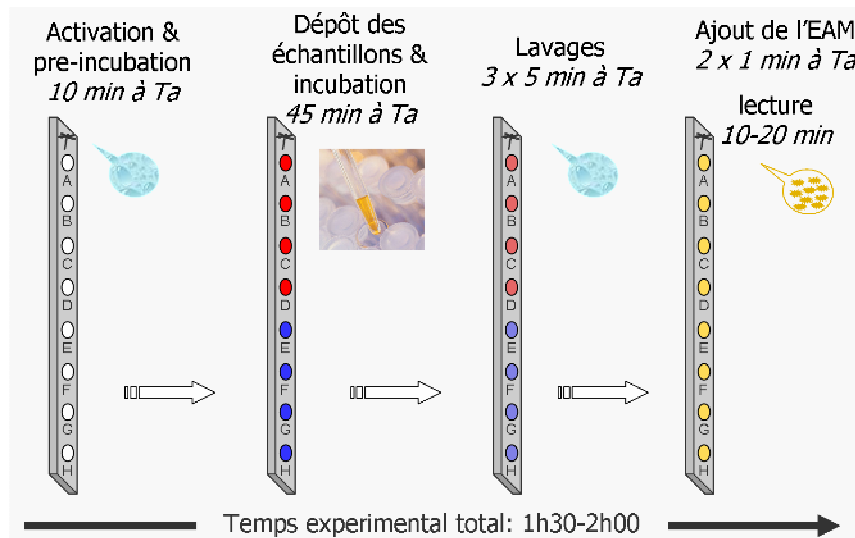 Activation &
pre-incubation
10 min à Ta
Dépôt des
échantillons &
incubation
45 min à Ta
Lavages
3 x 5 min à Ta
Ajout de l'EAM
2 x 1 min à Ta
lecture
10-20 min
A
B
C
D
E
F
G
H
A
B
C
D
E
F
G
H
A
B
C
D
E
F
G
H
A
B
C
D
E
F
G
H
Temps experimental total: 1h30-2h00